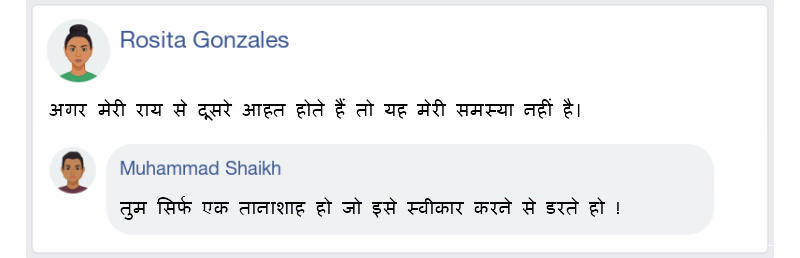 Rosita Gonzales
अगर मेरी राय से दूसरे आहत होते हैं तो यह मेरी समस्या नहीं है।
Muhammad Shaikh
तुम सिर्फ एक तानाशाह हो जो इसे स्वीकार करने से डरते हो !